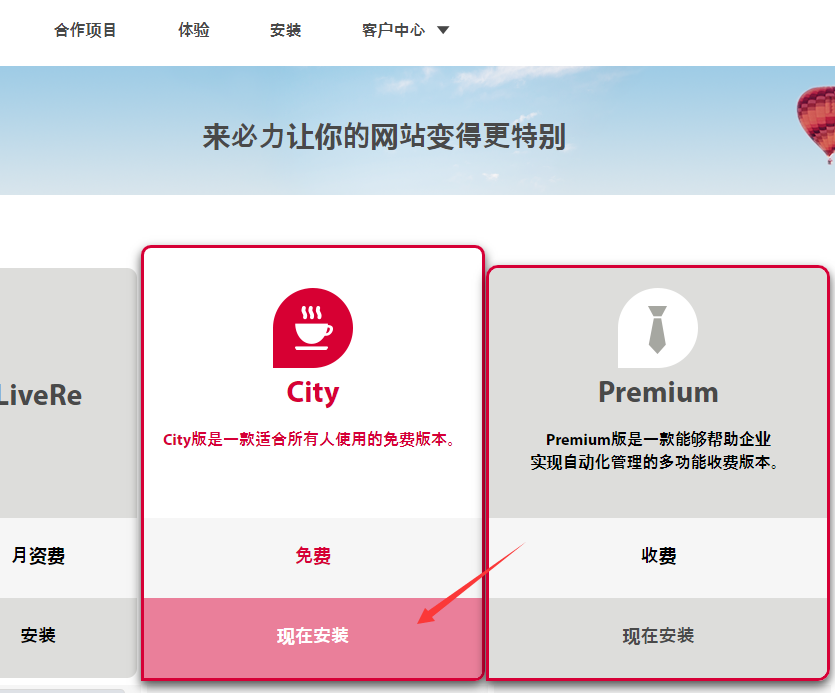 合作项目 体验 安装 客户中心
来必力让你的网站变得更特别
LiveRe
月资费
安装
City
City版是一款适合所有人使用的免费版本。
免费
现在安装
Premium
Premium版是一款能够帮助企业
实现自动化管理的多功能收费版本。
收费
现在安装